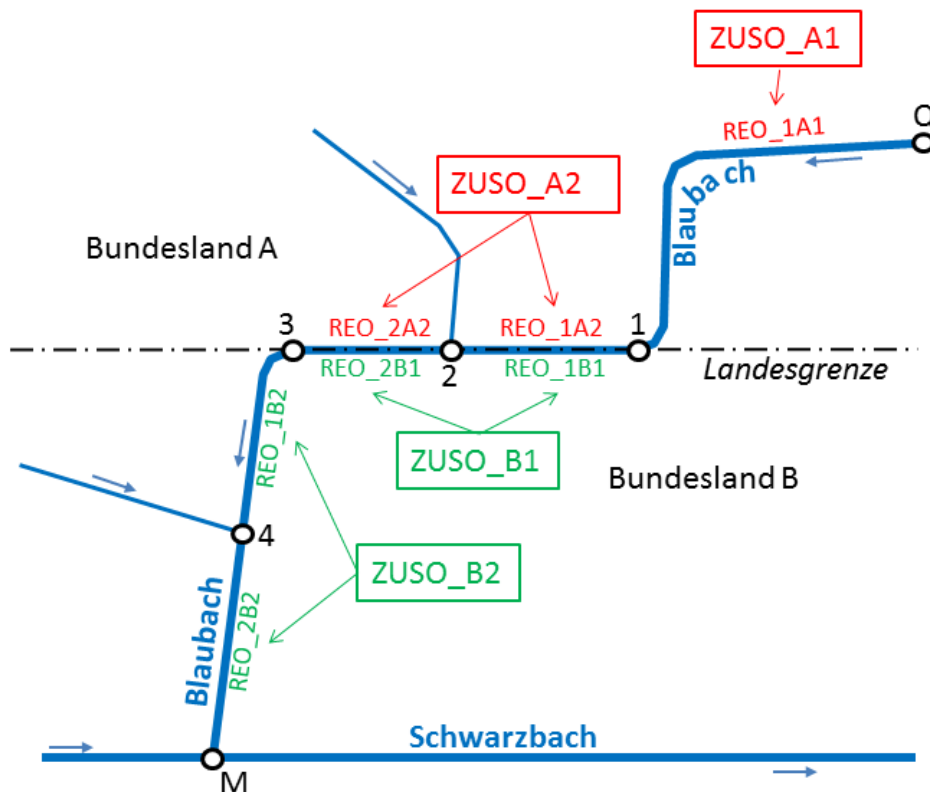 ZUSO_A1
O
REO_1A1
Blaubach
ZUSO_A2
Bundesland A
3
REO_2A2
REO_1A2
1
2
REO_2B1
REO_1B1
Landesgrenze
REO_1B2
ZUSO_B1
Bundesland B
4
ZUSO_B2
Blaubach
REO_2B2
Schwarzbach
M